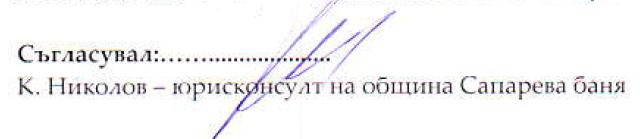 Съгласувал:..........................
К. Николов – юрисконсулт на община Сапарева баня